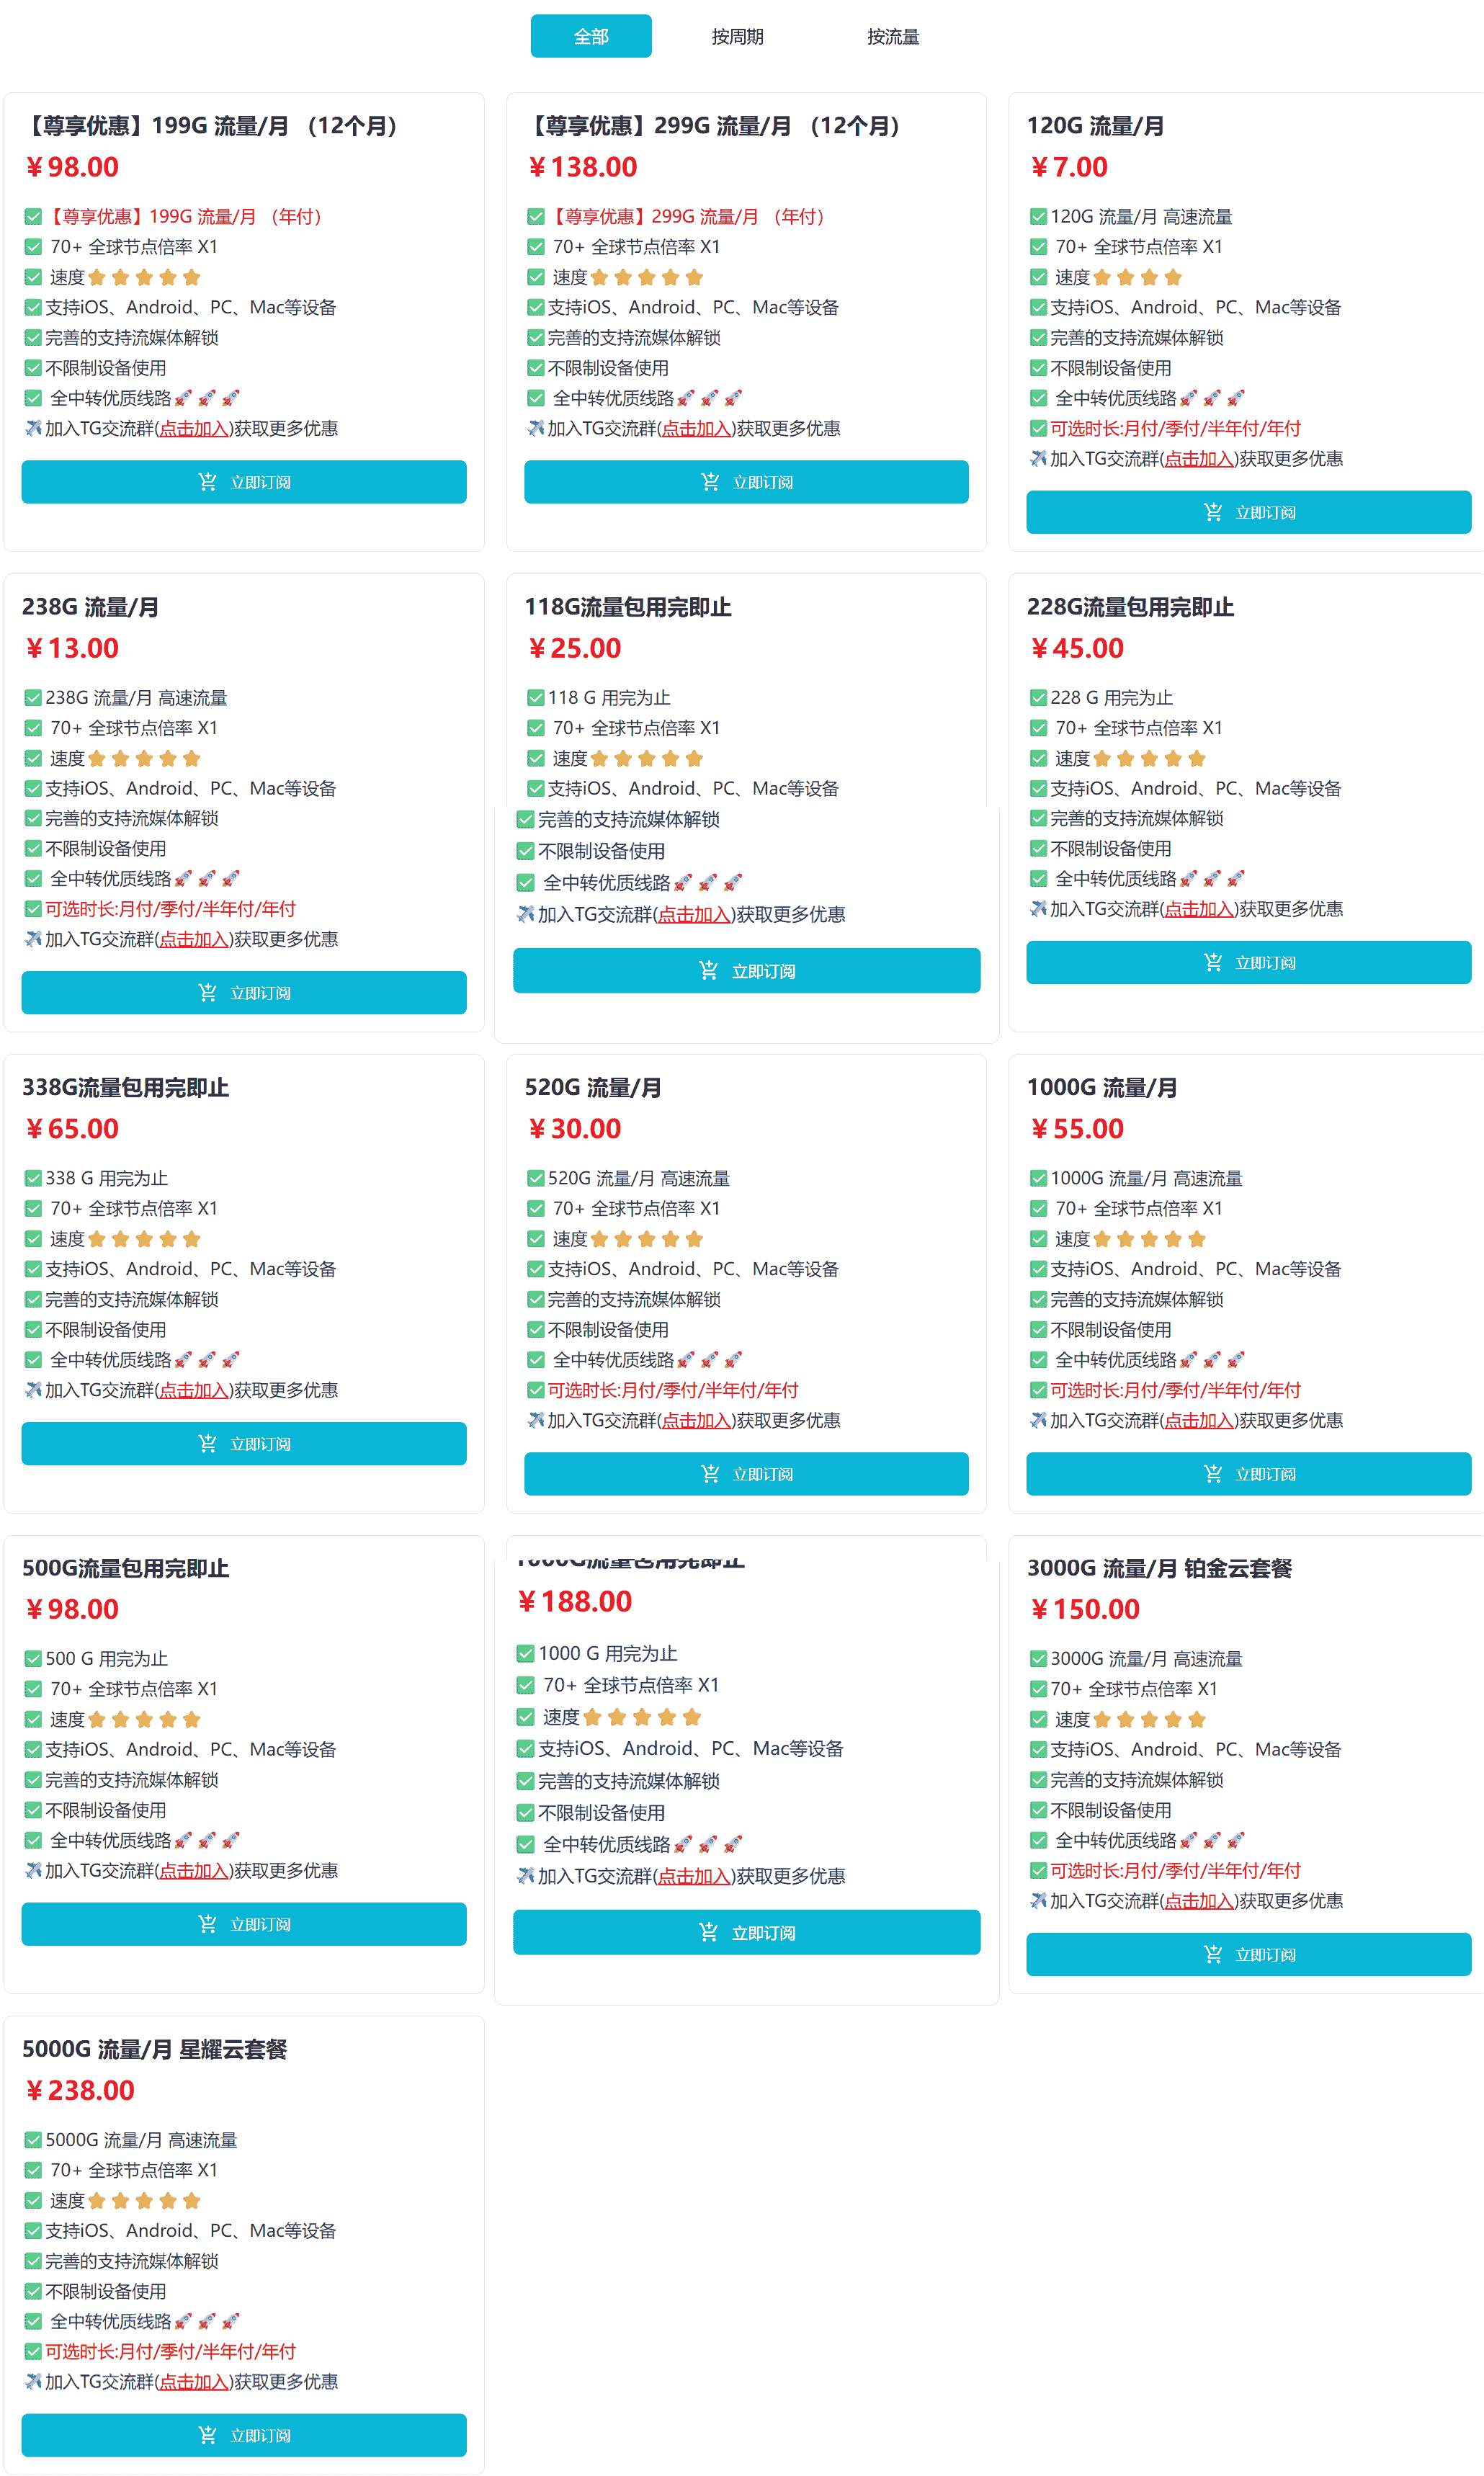 全部
按周期
按流量
【尊享优惠】199G 流量/月 （12个月）
¥98.00
✅【尊享优惠】199G 流量/月 （年付）
✅ 70+ 全球节点倍率 X1
✅ 速度⭐⭐⭐⭐⭐
✅支持iOS、Android、PC、Mac等设备
✅完善的支持流媒体解锁
✅不限制设备使用
✅ 全中转优质线路🚀🚀🚀
✈️加入TG交流群(点击加入)获取更多优惠
立即订阅
【尊享优惠】299G 流量/月 （12个月）
¥138.00
✅【尊享优惠】299G 流量/月 （年付）
✅ 70+ 全球节点倍率 X1
✅ 速度⭐⭐⭐⭐⭐
✅支持iOS、Android、PC、Mac等设备
✅完善的支持流媒体解锁
✅不限制设备使用
✅ 全中转优质线路🚀🚀🚀
✈️加入TG交流群(点击加入)获取更多优惠
立即订阅
120G 流量/月
¥7.00
✅120G 流量/月 高速流量
✅ 70+ 全球节点倍率 X1
✅ 速度⭐⭐⭐⭐
✅支持iOS、Android、PC、Mac等设备
✅完善的支持流媒体解锁
✅不限制设备使用
✅ 全中转优质线路🚀🚀🚀
✅可选时长:月付/季付/半年付/年付
✈️加入TG交流群(点击加入)获取更多优惠
立即订阅
238G 流量/月
¥13.00
✅238G 流量/月 高速流量
✅ 70+ 全球节点倍率 X1
✅ 速度⭐⭐⭐⭐⭐
✅支持iOS、Android、PC、Mac等设备
✅完善的支持流媒体解锁
✅不限制设备使用
✅ 全中转优质线路🚀🚀🚀
✅可选时长:月付/季付/半年付/年付
✈️加入TG交流群(点击加入)获取更多优惠
立即订阅
118G流量包用完即止
¥25.00
✅118 G 用完为止
✅ 70+ 全球节点倍率 X1
✅ 速度⭐⭐⭐⭐⭐
✅支持iOS、Android、PC、Mac等设备
✅完善的支持流媒体解锁
✅不限制设备使用
✅ 全中转优质线路🚀🚀🚀
✈️加入TG交流群(点击加入)获取更多优惠
立即订阅
228G流量包用完即止
¥45.00
✅228 G 用完为止
✅ 70+ 全球节点倍率 X1
✅ 速度⭐⭐⭐⭐⭐
✅支持iOS、Android、PC、Mac等设备
✅完善的支持流媒体解锁
✅不限制设备使用
✅ 全中转优质线路🚀🚀🚀
✈️加入TG交流群(点击加入)获取更多优惠
立即订阅
338G流量包用完即止
¥65.00
✅338 G 用完为止
✅ 70+ 全球节点倍率 X1
✅ 速度⭐⭐⭐⭐⭐
✅支持iOS、Android、PC、Mac等设备
✅完善的支持流媒体解锁
✅不限制设备使用
✅ 全中转优质线路🚀🚀🚀
✈️加入TG交流群(点击加入)获取更多优惠
立即订阅
520G 流量/月
¥30.00
✅520G 流量/月 高速流量
✅ 70+ 全球节点倍率 X1
✅ 速度⭐⭐⭐⭐⭐
✅支持iOS、Android、PC、Mac等设备
✅完善的支持流媒体解锁
✅不限制设备使用
✅ 全中转优质线路🚀🚀🚀
✅可选时长:月付/季付/半年付/年付
✈️加入TG交流群(点击加入)获取更多优惠
立即订阅
1000G 流量/月
¥55.00
✅1000G 流量/月 高速流量
✅ 70+ 全球节点倍率 X1
✅ 速度⭐⭐⭐⭐⭐
✅支持iOS、Android、PC、Mac等设备
✅完善的支持流媒体解锁
✅不限制设备使用
✅ 全中转优质线路🚀🚀🚀
✅可选时长:月付/季付/半年付/年付
✈️加入TG交流群(点击加入)获取更多优惠
立即订阅
500G流量包用完即止
¥98.00
✅500 G 用完为止
✅ 70+ 全球节点倍率 X1
✅ 速度⭐⭐⭐⭐⭐
✅支持iOS、Android、PC、Mac等设备
✅完善的支持流媒体解锁
✅不限制设备使用
✅ 全中转优质线路🚀🚀🚀
✈️加入TG交流群(点击加入)获取更多优惠
立即订阅
1000G流量包用完即止
¥188.00
✅1000 G 用完为止
✅ 70+ 全球节点倍率 X1
✅ 速度⭐⭐⭐⭐⭐
✅支持iOS、Android、PC、Mac等设备
✅完善的支持流媒体解锁
✅不限制设备使用
✅ 全中转优质线路🚀🚀🚀
✈️加入TG交流群(点击加入)获取更多优惠
立即订阅
3000G 流量/月 铂金云套餐
¥150.00
✅3000G 流量/月 高速流量
✅70+ 全球节点倍率 X1
✅ 速度⭐⭐⭐⭐⭐
✅支持iOS、Android、PC、Mac等设备
✅完善的支持流媒体解锁
✅不限制设备使用
✅ 全中转优质线路🚀🚀🚀
✅可选时长:月付/季付/半年付/年付
✈️加入TG交流群(点击加入)获取更多优惠
立即订阅
5000G 流量/月 星耀云套餐
¥238.00
✅5000G 流量/月 高速流量
✅ 70+ 全球节点倍率 X1
✅ 速度⭐⭐⭐⭐⭐
✅支持iOS、Android、PC、Mac等设备
✅完善的支持流媒体解锁
✅不限制设备使用
✅ 全中转优质线路🚀🚀🚀
✅可选时长:月付/季付/半年付/年付
✈️加入TG交流群(点击加入)获取更多优惠
立即订阅